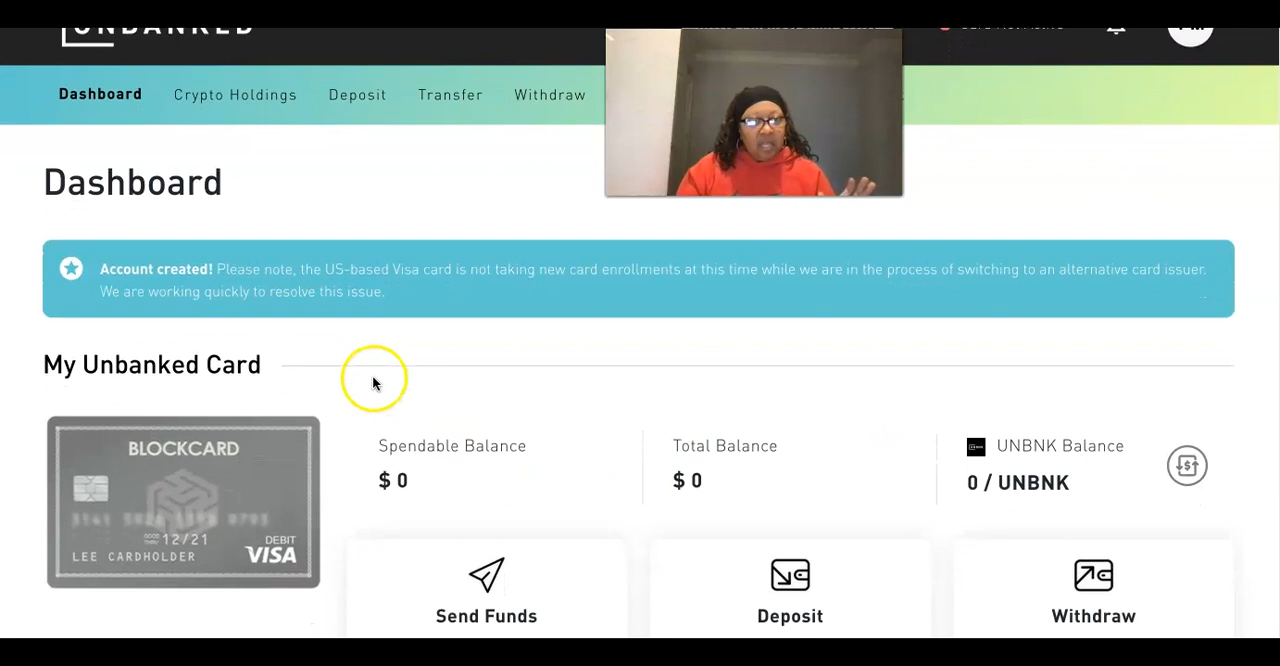 UNBANKED
Dashboard Crypto Holdings Deposit Transfer Withdraw
Dashboard
Account created! Please note, the US-based Visa card is not taking new card enrollments at this time while we are in the process of switching to an alternative card issuer.
We are working quickly to resolve this issue.
My Unbanked Card
BLOCKCARD
12/21
LEE CARDHOLDER
DEBIT
VISA
Spendable Balance
$ 0
Total Balance
$ 0
UNBNK Balance
0 / UNBNK
Send Funds
Deposit
Withdraw